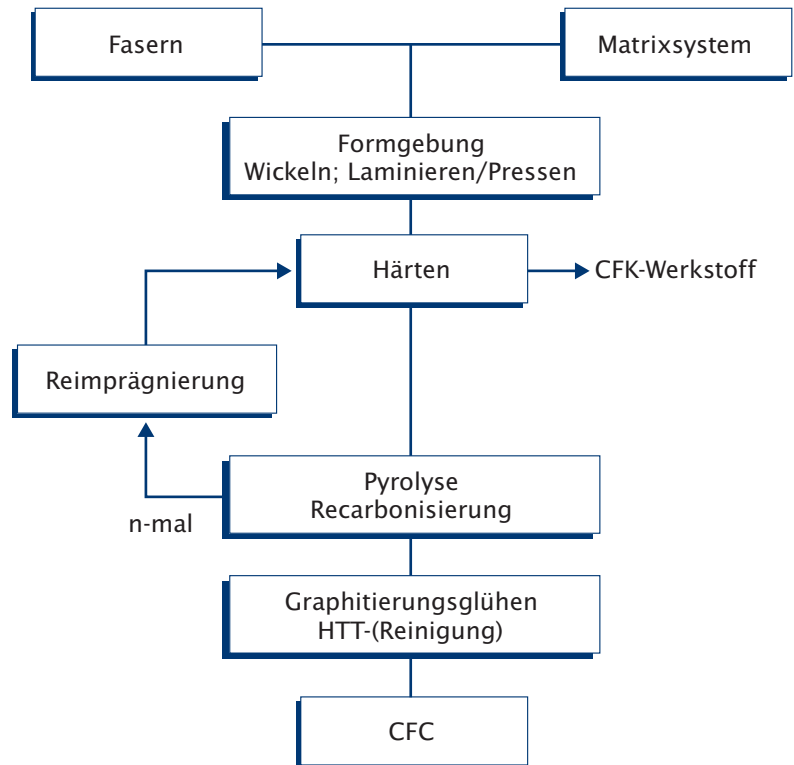 Fasern
Matrixsystem
Formgebung
Wickeln; Laminieren/Pressen
Härten
CFK-Werkstoff
Reimprägnierung
n-mal
Pyrolyse
Recarbonisierung
Graphitierungsglühen
HTT-(Reinigung)
CFC